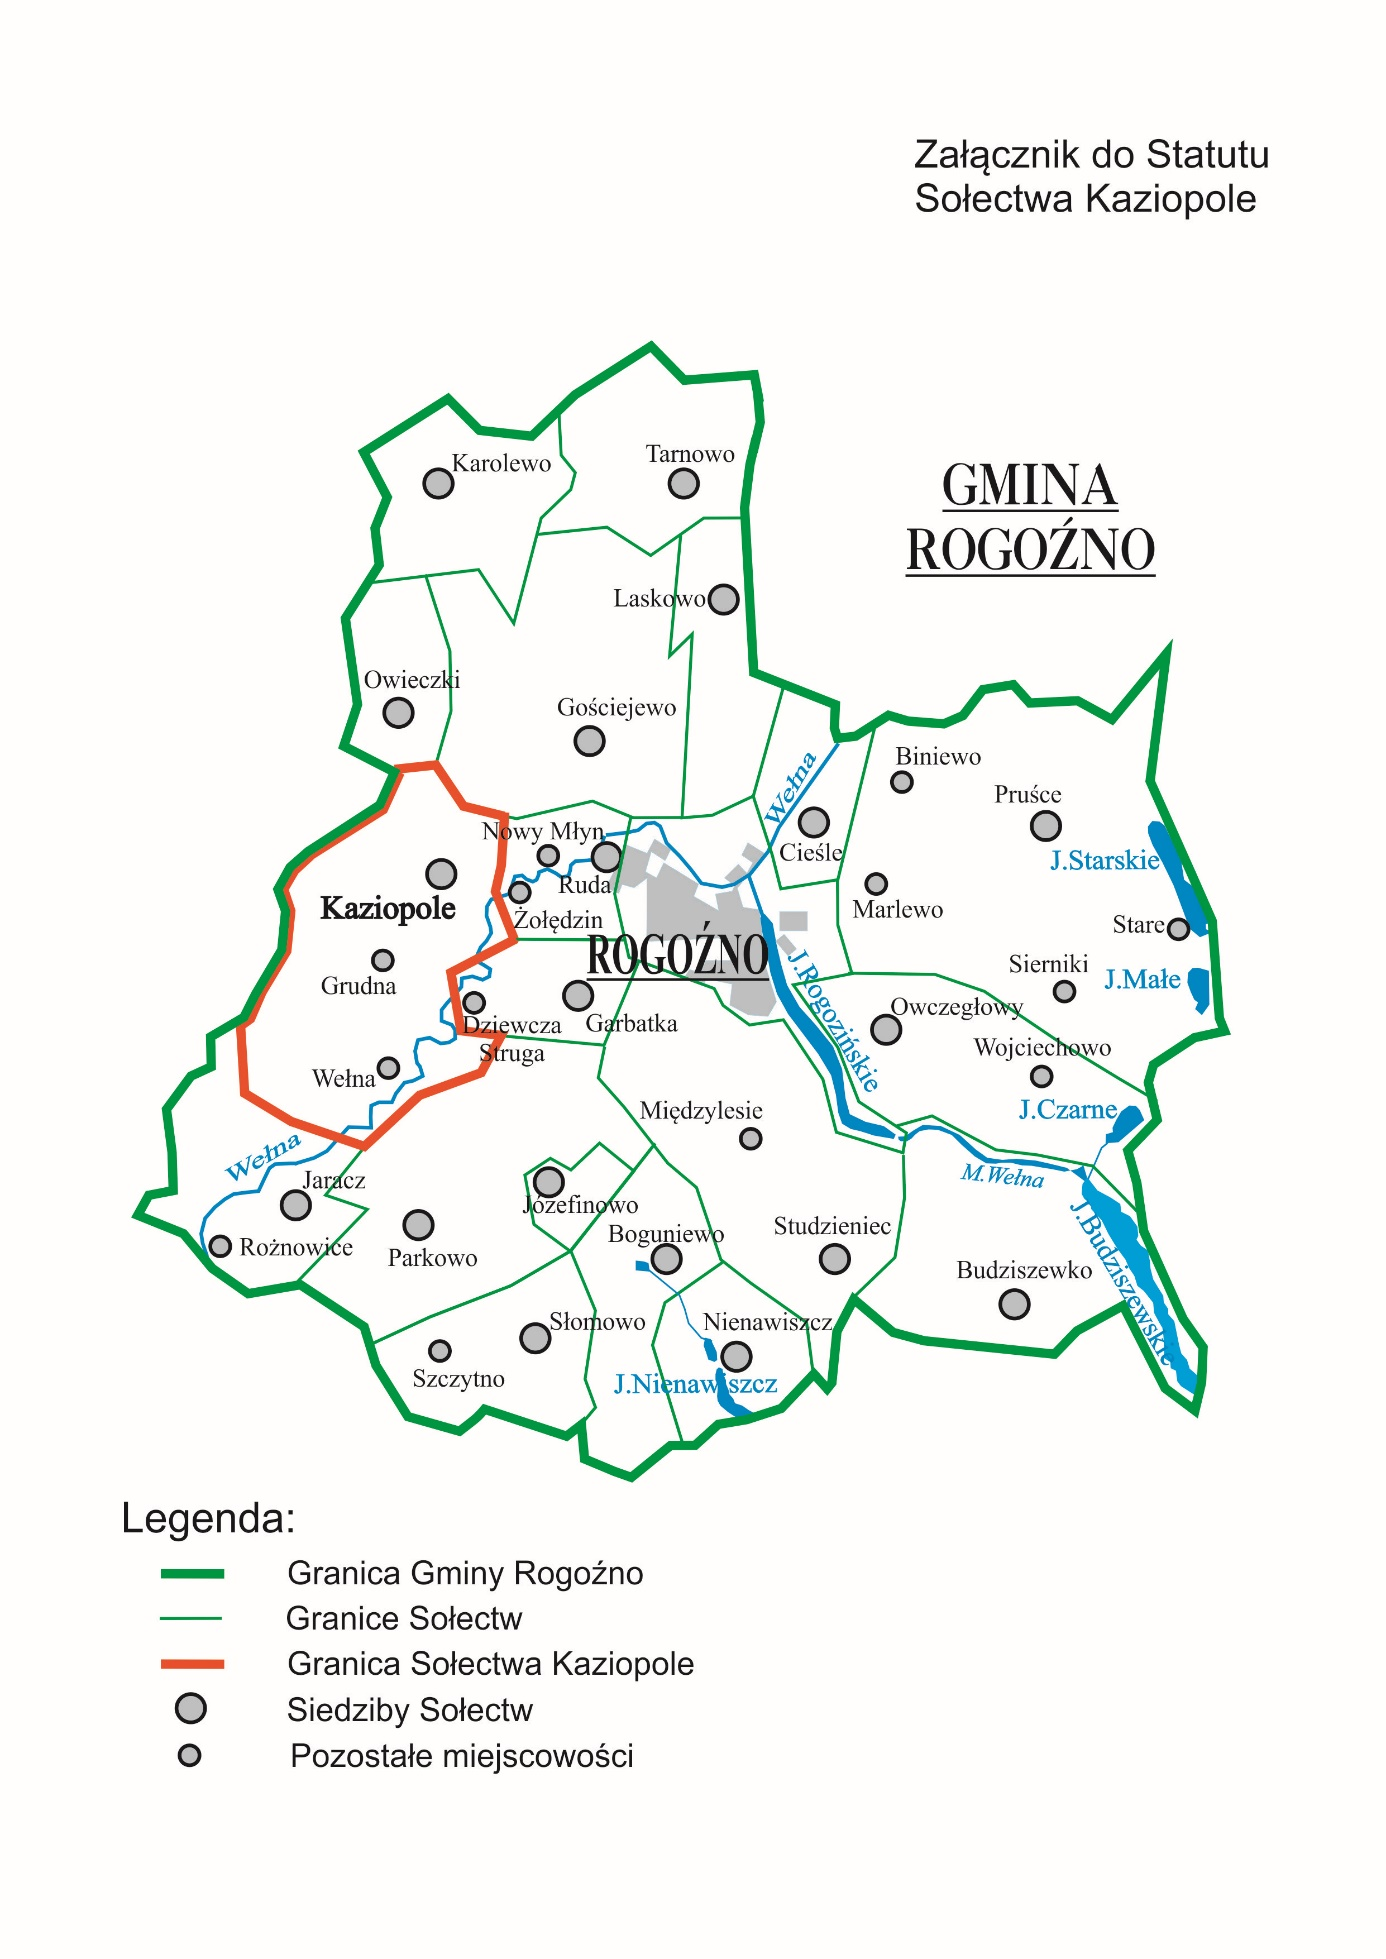 Załącznik do Statutu
Sołectwa Kaziopole
GMINA
ROGOŹNO
Karolewo
Tarnowo
Laskowo
Owieczki
Gościejewo
Wełna
Biniewo
Pruśce
Nowy Młyn
Cieśle
J.Starskie
Ruda
Kaziopole
Żołędzin
Marlewo
Stare
ROGOŹNO
Grudna
Sierniki
J.Małe
J.Rogozińskie
Owczegłowy
Dziewcza
Struga
Garbatka
Wojciechowo
Wełna
Międzylesie
J.Czarne
Wełna
Jaracz
M.Wełna
Józefinowo
Rożnowice
Parkowo
Boguniewo
Studzieniec
J.Budziszewskie
Budziszewko
Słomowo
Nienawiszcz
Szczytno
J.Nienawiszcz
Legenda:
Granica Gminy Rogoźno
Granice Sołectw
Granica Sołectwa Kaziopole
Siedziby Sołectw
Pozostałe miejscowości